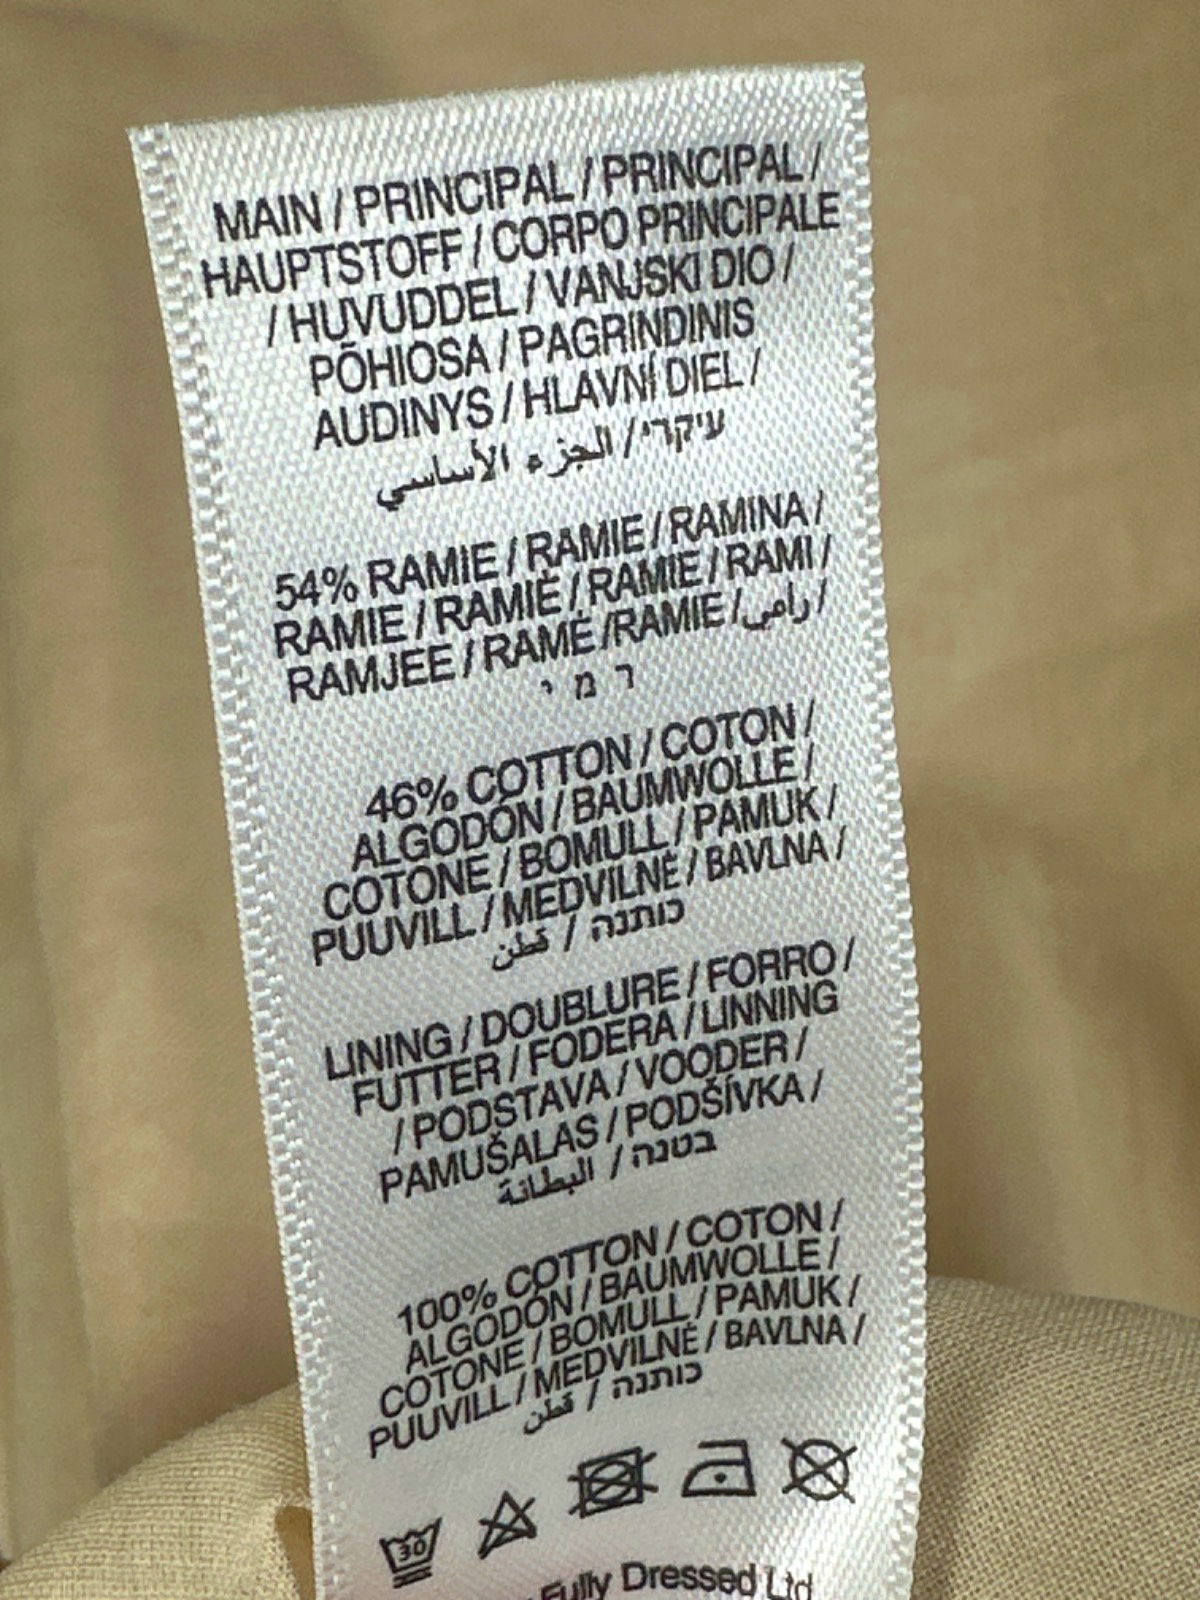 MAIN / PRINCIPAL / PRINCIPAL /
HAUPTSTOFF / CORPO PRINCIPALE
/ HUVUDDEL / VANJSKI DIO /
PÕHIOSA / PAGRINDINIS
AUDINYS / HLAVNÍ DIEL /
עיקרי / الجزء الأساسي
54% RAMIE / RAMIE / RAMINA /
RAMIE / RAMIÉ / RAMIE / RAMI /
RAMJEE / RAMĖ /RAMIE / رامي /
ר מ י
46% COTTON / COTON /
ALGODÓN / BAUMWOLLE /
COTONE / BOMULL / PAMUK /
PUUVILL / MEDVILNĖ / BAVLNA /
כותנה / قطن
LINING / DOUBLURE / FORRO /
FUTTER / FODERA / LINNING
/ PODSTAVA / VOODER /
PAMUŠALAS / PODŠÍVKA /
בטנה / البطانة
100% COTTON / COTON /
ALGODÓN / BAUMWOLLE /
COTONE / BOMULL / PAMUK /
PUUVILL / MEDVILNĖ / BAVLNA /
כותנה / قطن
30
Fully Dressed Ltd